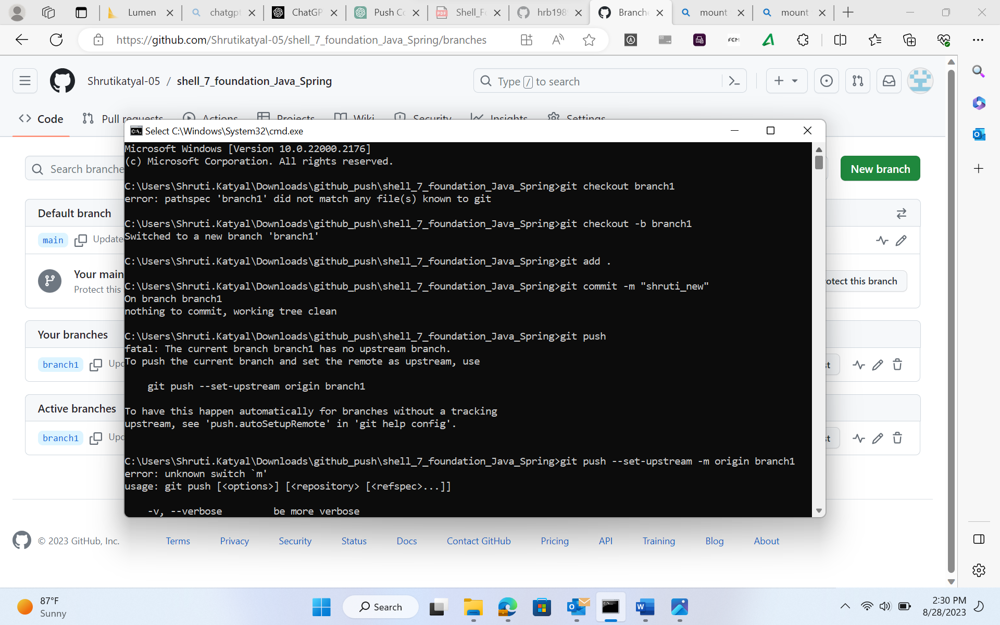 Lumen
chatgpt
ChatGP
Push Co
PDF
Shell_Fo
hrb198
Branche
mount
mount
https://github.com/Shrutikatyal-05/shell_7_foundation_Java_Spring/branches
FCM
Shrutikatyal-05 / shell_7_foundation_Java_Spring
Type / to search
Code
Pull requests
Actions
Projects
Wiki
Security
Insights
Settings
Select C:\Windows\System32\cmd.exe
Microsoft Windows [Version 10.0.22000.2176]
(c) Microsoft Corporation. All rights reserved.
C:\Users\Shruti.Katyal\Downloads\github_push\shell_7_foundation_Java_Spring>git checkout branch1
error: pathspec 'branch1' did not match any file(s) known to git
C:\Users\Shruti.Katyal\Downloads\github_push\shell_7_foundation_Java_Spring>git checkout -b branch1
Switched to a new branch 'branch1'
C:\Users\Shruti.Katyal\Downloads\github_push\shell_7_foundation_Java_Spring>git add .
C:\Users\Shruti.Katyal\Downloads\github_push\shell_7_foundation_Java_Spring>git commit -m "shruti_new"
On branch branch1
nothing to commit, working tree clean
C:\Users\Shruti.Katyal\Downloads\github_push\shell_7_foundation_Java_Spring>git push
fatal: The current branch branch1 has no upstream branch.
To push the current branch and set the remote as upstream, use
git push --set-upstream origin branch1
To have this happen automatically for branches without a tracking
upstream, see 'push.autoSetupRemote' in 'git help config'.
C:\Users\Shruti.Katyal\Downloads\github_push\shell_7_foundation_Java_Spring>git push --set-upstream -m origin branch1
error: unknown switch `m'
usage: git push [<options>] [<repository> [<refspec>...]]
-v, --verbose be more verbose
Search branche
New branch
Default branch
main
Update
Your main
Protect this
otect this branch
Your branches
branch1
Upd
st
Active branches
branch1
Upd
st
© 2023 GitHub, Inc.
Terms
Privacy
Security
Status
Docs
Contact GitHub
Pricing
API
Training
Blog
About
87°F
Sunny
Search
2:30 PM
8/28/2023